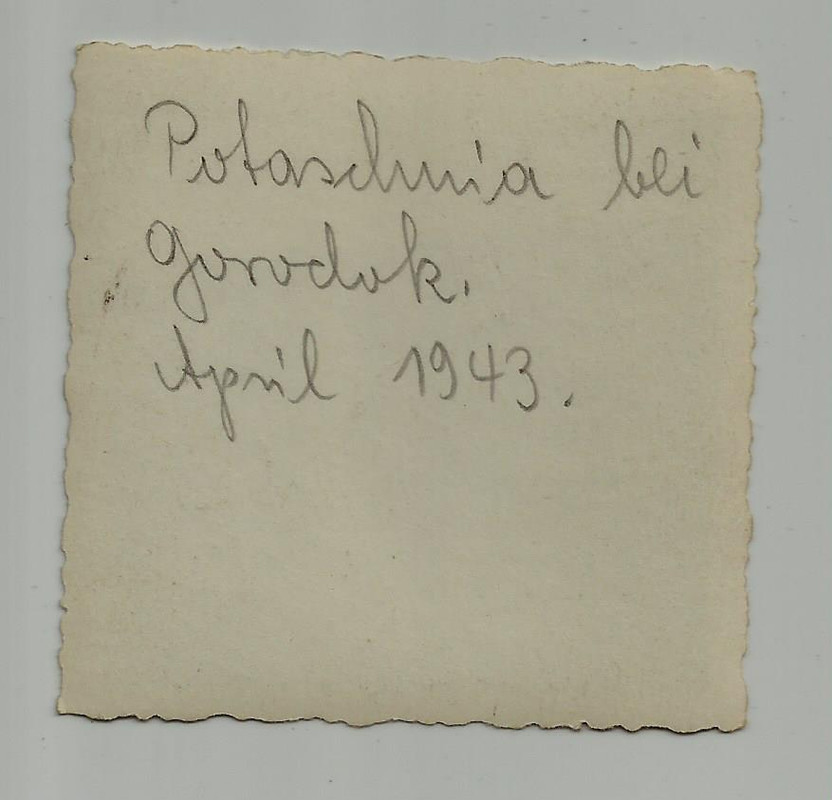 Potaschnia bei
Gorodok.
April 1943.